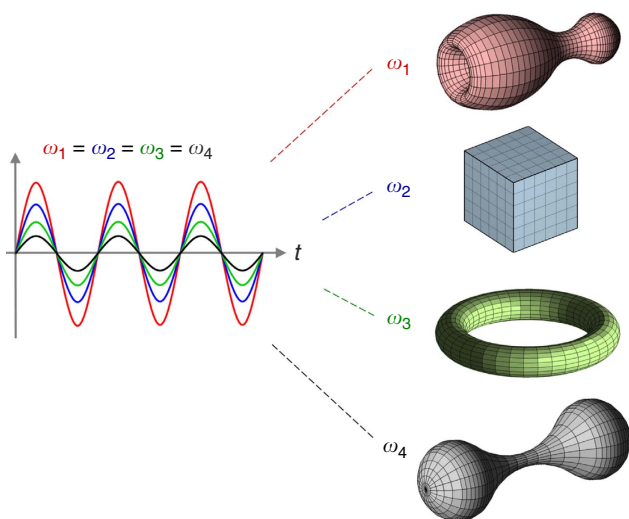 ω₁
ω₂
ω₁ = ω₂ = ω₃ = ω₄
t
ω₃
ω₄